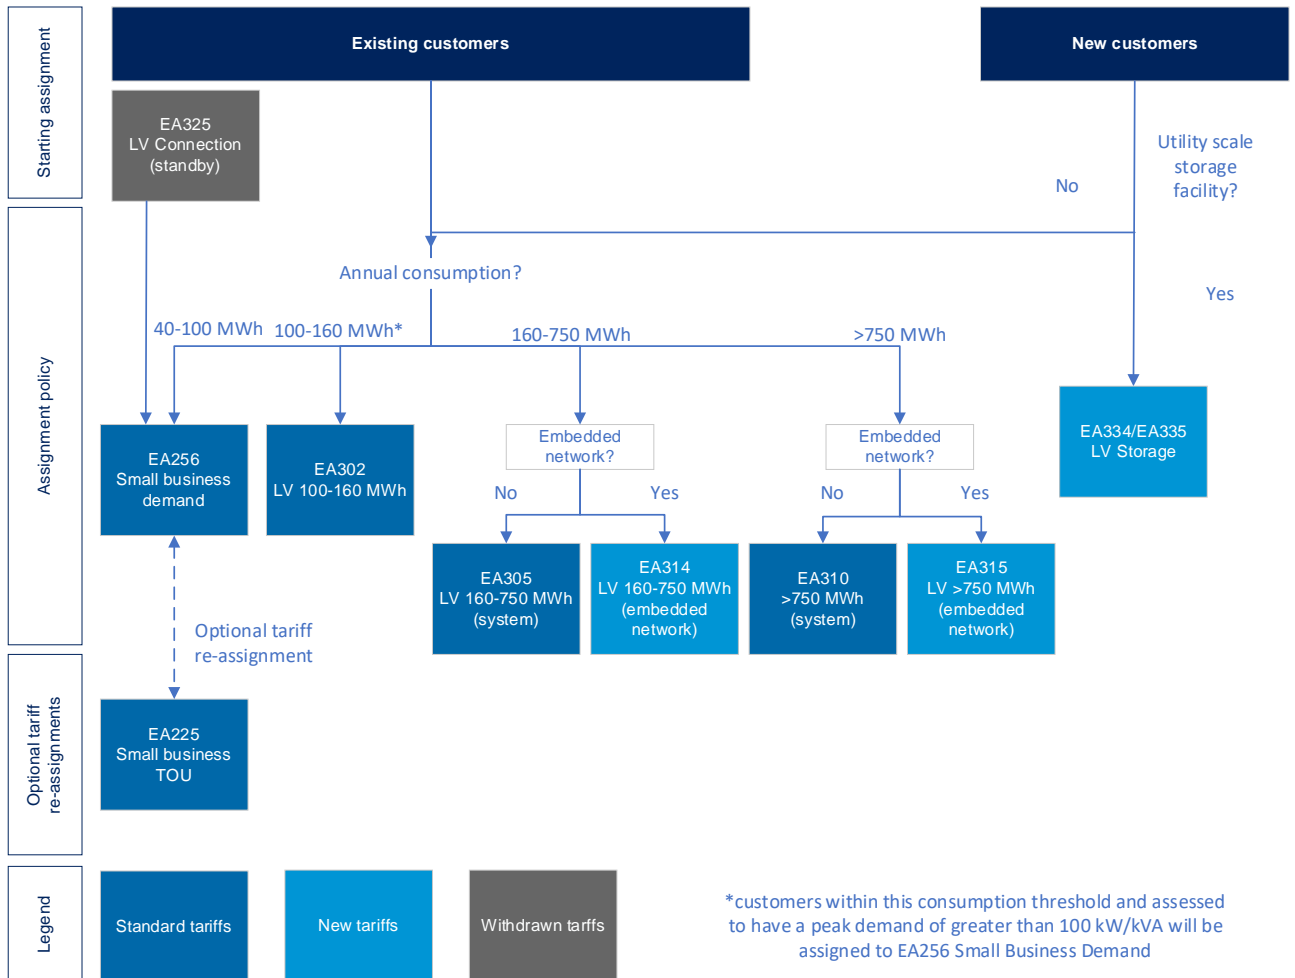 Starting assignment
Existing customers
New customers
EA325
LV Connection
(standby)
Utility scale
storage
facility?
No
Yes
Assignment policy
Annual consumption?
40-100 MWh
100-160 MWh*
160-750 MWh
>750 MWh
EA256
Small business
demand
EA302
LV 100-160 MWh
Embedded
network?
No
Yes
Embedded
network?
No
Yes
EA334/EA335
LV Storage
EA305
LV 160-750 MWh
(system)
EA314
LV 160-750 MWh
(embedded
network)
EA310
>750 MWh
(system)
EA315
LV >750 MWh
(embedded
network)
Optional tariff
re-assignment
Optional tariff
re-assignments
EA225
Small business
TOU
Legend
Standard tariffs
New tariffs
Withdrawn tarffs
*customers within this consumption threshold and assessed
to have a peak demand of greater than 100 kW/kVA will be
assigned to EA256 Small Business Demand